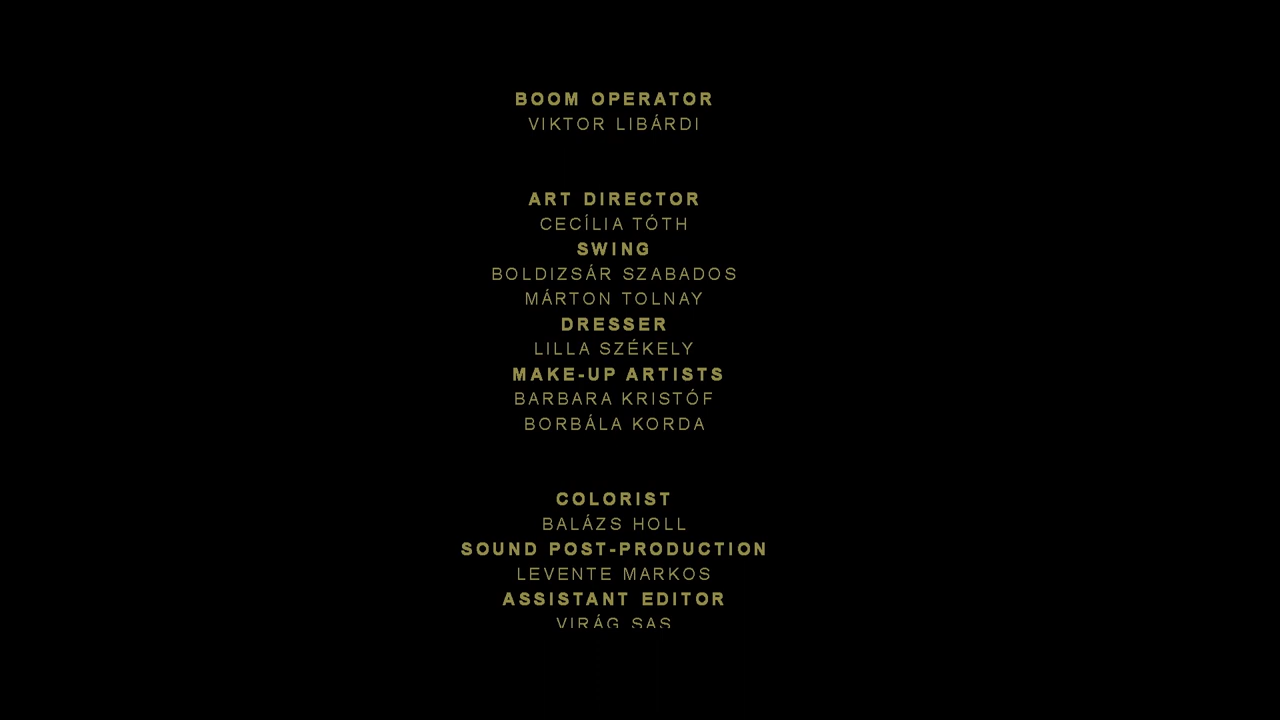 BOOM OPERATOR
VIKTOR LIBÁRDI
ART DIRECTOR
CECÍLIA TÓTH
SWING
BOLDIZSÁR SZABADOS
MÁRTON TOLNAY
DRESSER
LILLA SZÉKELY
MAKE-UP ARTISTS
BARBARA KRISTÓF
BORBÁLA KORDA
COLORIST
BALÁZS HOLL
SOUND POST-PRODUCTION
LEVENTE MARKOS
ASSISTANT EDITOR
VIRÁG SAS